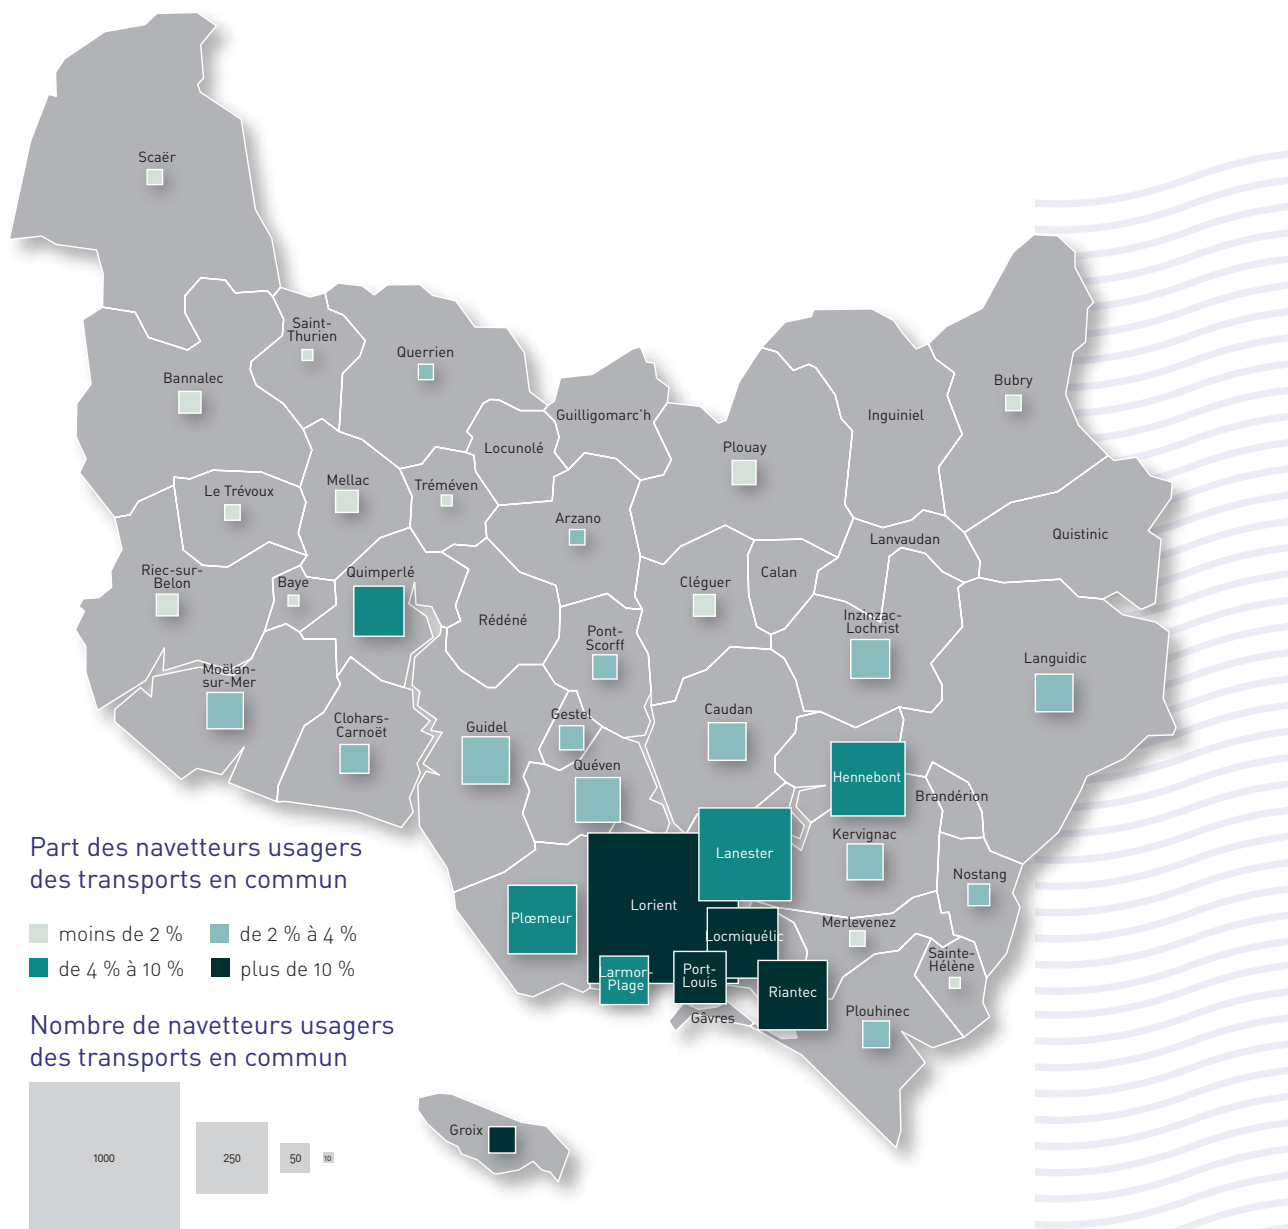 Scaër
Saint-
Thurien
Querrien
Bannalec
Bubry
Guilligomarc'h
Inguiniel
Locunolé
Plouay
Mellac
Tréméven
Le Trévoux
Arzano
Quistinic
Lanvaudan
Riec-sur-
Belon
Baye
Quimperlé
Calan
Cléguer
Rédéné
Inzinzac-
Lochrist
Pont-
Scorff
Languidic
Moëlan-
sur-Mer
Clohars-
Carnoët
Gestel
Caudan
Guidel
Quéven
Hennebont
Brandérion
Kervignac
Lanester
Nostang
Lorient
Plœmeur
Merlevenez
Locmiquélic
Sainte-
Hélène
Larmor-
Plage
Port-
Louis
Riantec
Plouhinec
Gâvres
Groix
Part des navetteurs usagers
des transports en commun
moins de 2 % de 2 % à 4 %
de 4 % à 10 % plus de 10 %
Nombre de navetteurs usagers
des transports en commun
1000 250 50 10